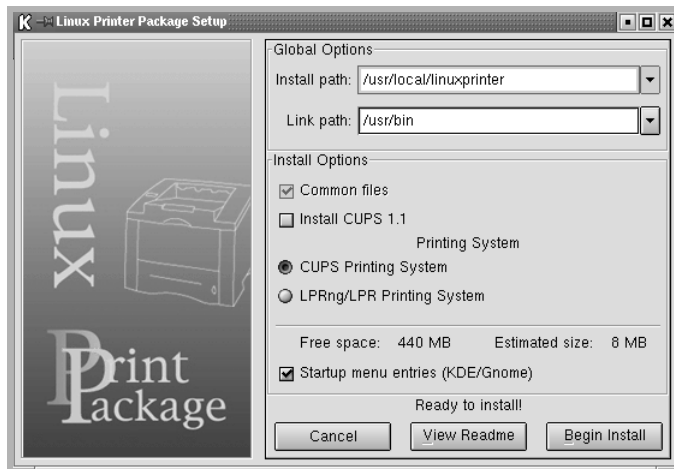 Linux Printer Package Setup
Linux
Print
Package
Global Options
Install path: /usr/local/linuxprinter
Link path: /usr/bin
Install Options
Common files
Install CUPS 1.1
Printing System
CUPS Printing System
LPRng/LPR Printing System
Free space: 440 MB Estimated size: 8 MB
Startup menu entries (KDE/Gnome)
Ready to install!
Cancel View Readme Begin Install